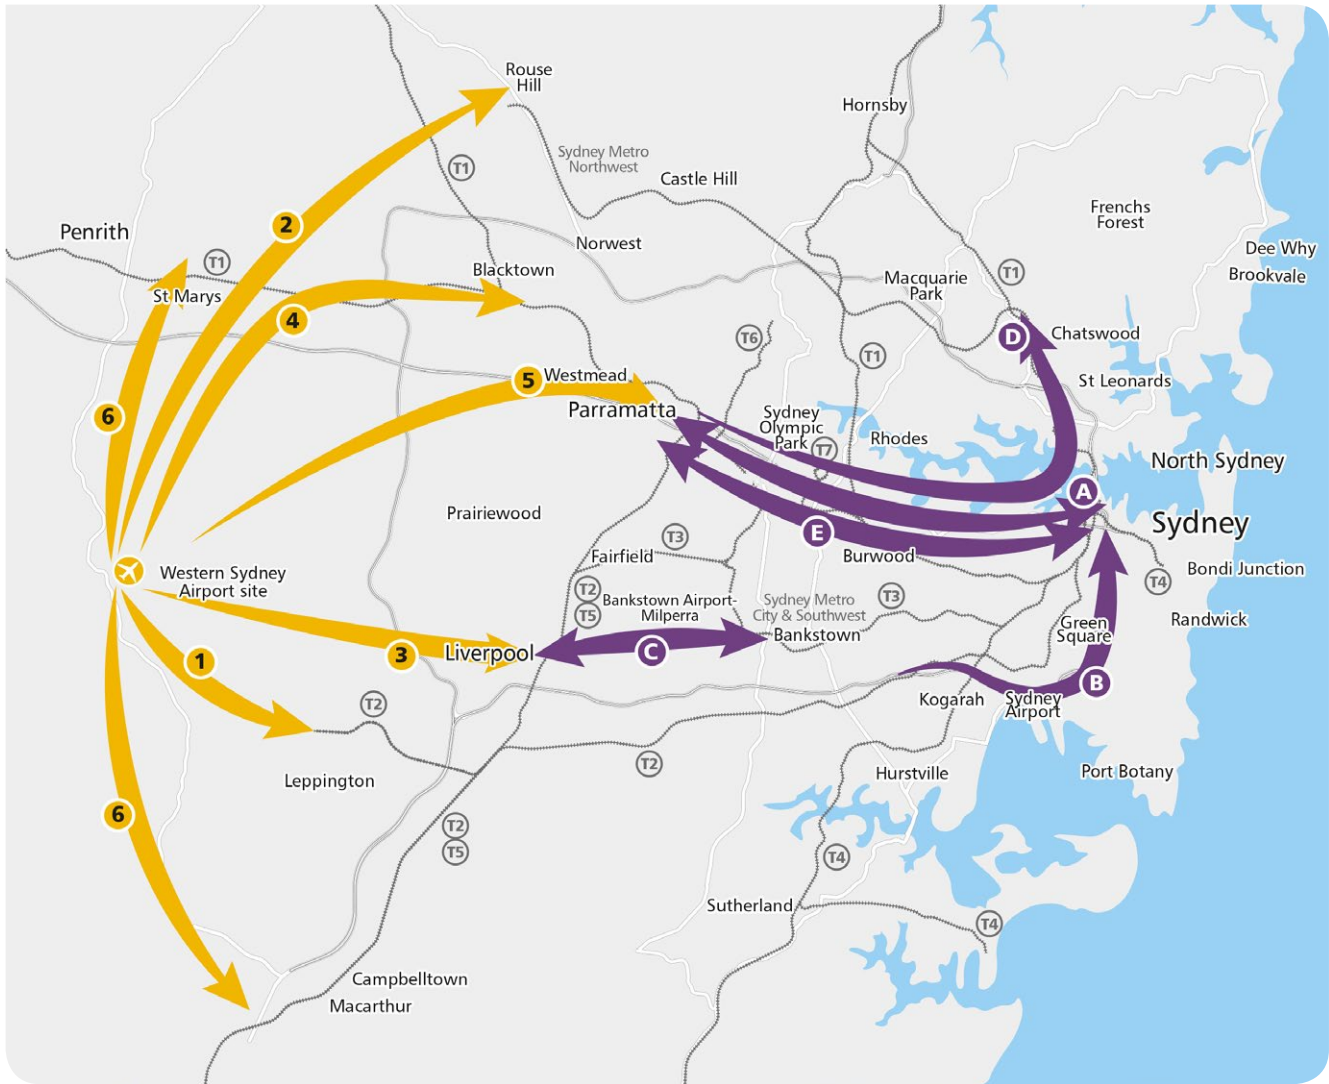 Rouse
Hill
Hornsby
T1
Sydney Metro
Northwest
Castle Hill
Frenchs
Forest
2
Penrith
Norwest
Dee Why
T1
Blacktown
T1
Brookvale
St Marys
Macquarie
Park
4
T6
D
Chatswood
T1
5
Westmead
St Leonards
6
Parramatta
Sydney
Olympic
Park
T7
Rhodes
North Sydney
A
Prairiewood
Sydney
E
T3
Fairfield
Burwood
Western Sydney
Airport site
Bondi Junction
T4
T2
T5
Bankstown Airport-
Milperra
Sydney Metro
City & Southwest
T3
Green
Square
Randwick
Bankstown
Liverpool
C
3
1
B
Kogarah
Sydney
Airport
T2
T2
Leppington
Hurstville
Port Botany
6
T2
T5
T4
Sutherland
T4
Campbelltown
Macarthur